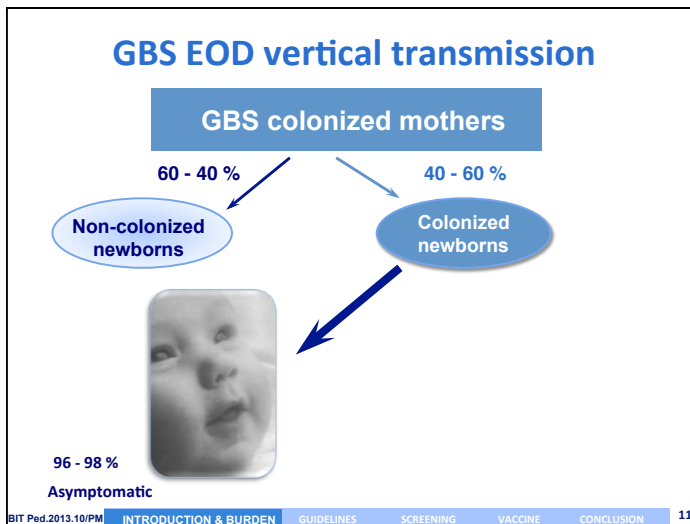 GBS EOD vertical transmission
GBS colonized mothers
60 - 40 %
40 - 60 %
Non-colonized
newborns
Colonized
newborns
96 - 98 %
Asymptomatic
BIT Ped.2013.10/PM INTRODUCTION & BURDEN GUIDELINES SCREENING VACCINE CONCLUSION 11